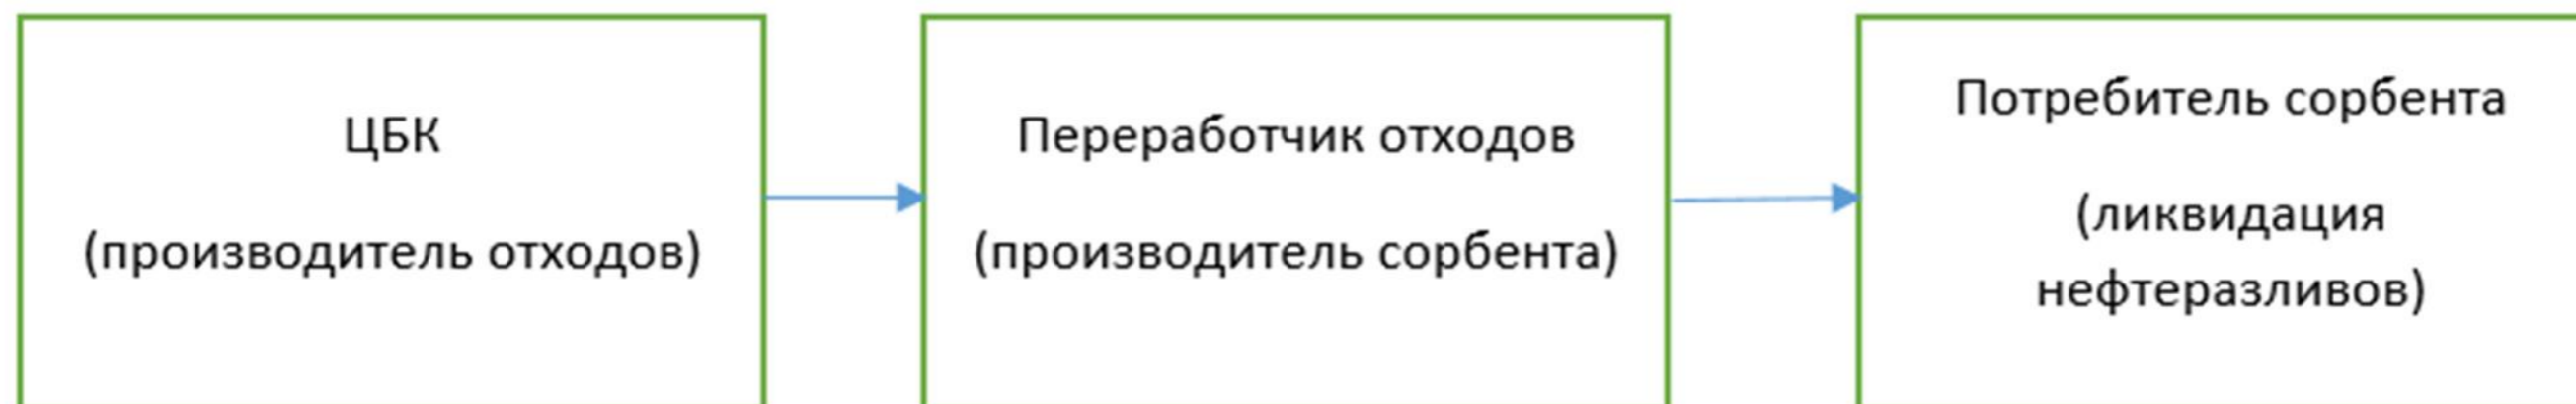 ЦБК
(производитель отходов)
Переработчик отходов
(производитель сорбента)
Потребитель сорбента
(ликвидация
нефтеразливов)